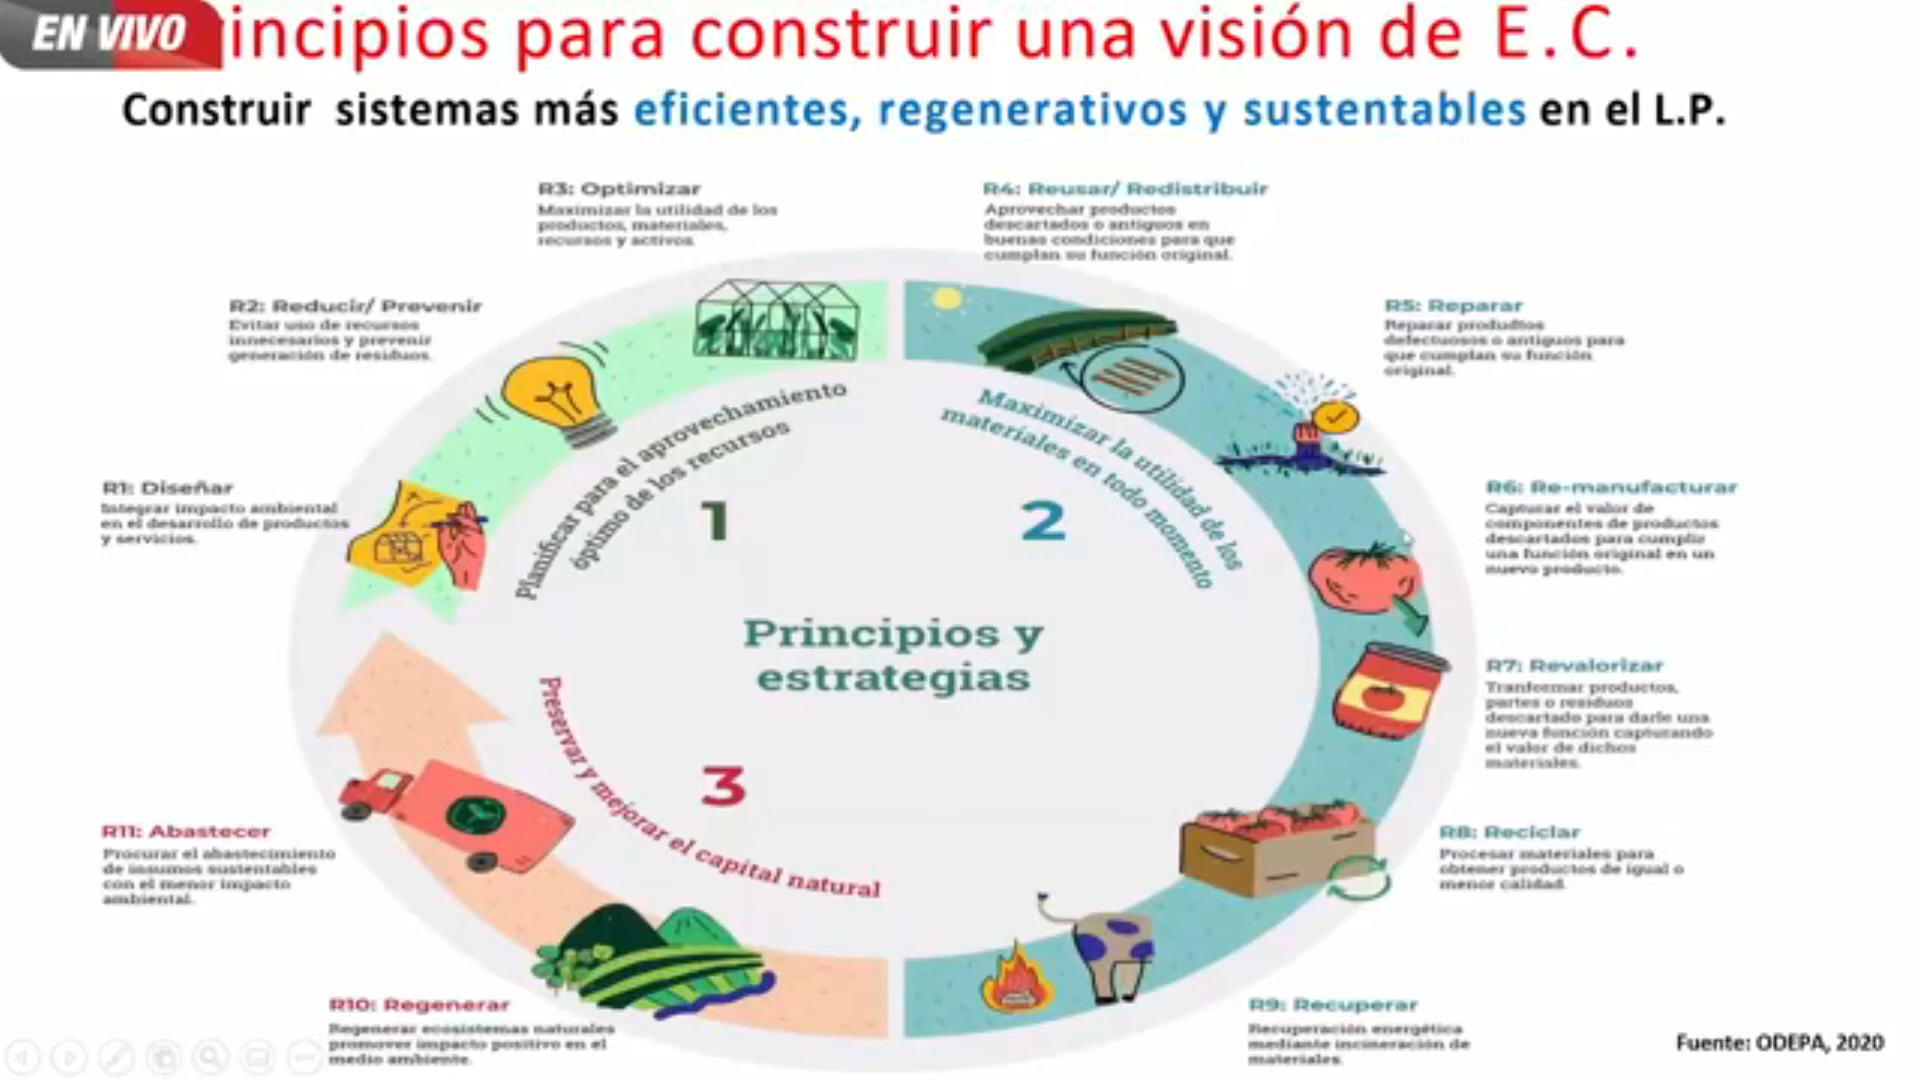 EN VIVO
incipios para construir una visión de E.C.
Construir sistemas más eficientes, regenerativos y sustentables en el L.P.
R3: Optimizar
Maximizar la utilidad de los
productos, materiales,
recursos y activos.
R4: Reusar/ Redistribuir
Aprovechar productos
descartados o antiguos en
buenas condiciones para que
cumplan su función original.
R2: Reducir/ Prevenir
Evitar uso de recursos
innecesarios y prevenir
generación de residuos.
R5: Reparar
Reparar produdtos
defectuosos o antiguos para
que cumplan su función
original.
R1: Diseñar
Integrar impacto ambiental
en el desarrollo de productos
y servicios.
Planificar para el aprovechamiento
óptimo de los recursos
1
Maximizar la utilidad de los
materiales en todo momento
2
R6: Re-manufacturar
Capturar el valor de
componentes de productos
descartados para cumplir
una función original en un
nuevo producto.
Principios y
estrategias
R7: Revalorizar
Tranformar productos,
partes o residuos
descartado para darle una
nueva función capturando
el valor de dichos
materiales.
Preservar y mejorar el capital natural
3
R11: Abastecer
Procurar el abastecimiento
de insumos sustentables
con el menor impacto
ambiental.
R8: Reciclar
Procesar materiales para
obtener productos de igual o
menor calidad.
R10: Regenerar
Regenerar ecosistemas naturales
promover impacto positivo en el
medio ambiente.
R9: Recuperar
Recuperación energética
mediante incineración de
materiales.
Fuente: ODEPA, 2020